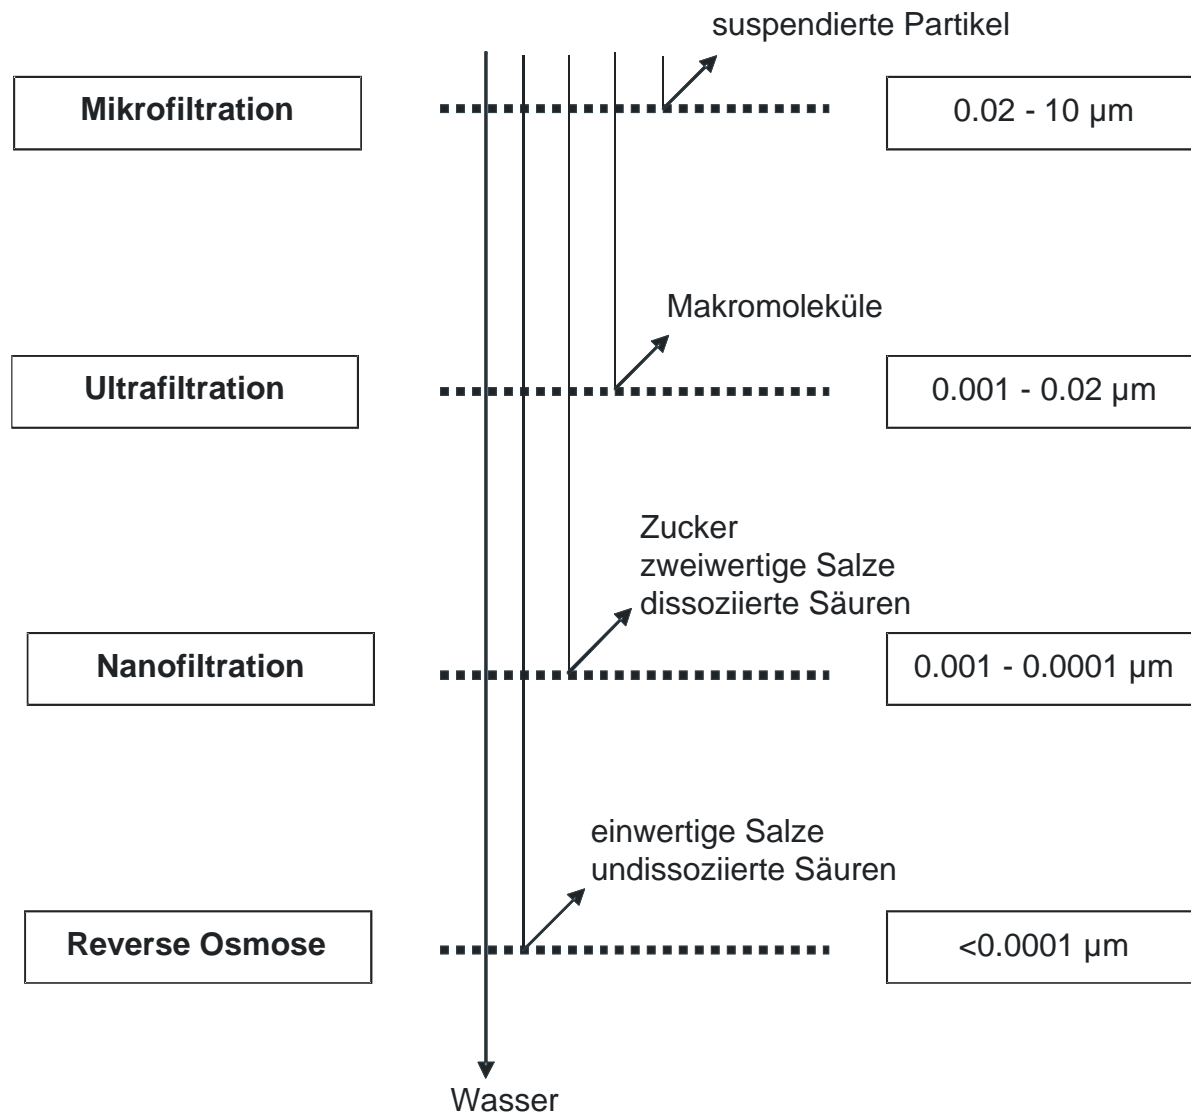 suspendierte Partikel
Mikrofiltration
0.02 - 10 µm
Makromoleküle
Ultrafiltration
0.001 - 0.02 µm
Zucker
zweiwertige Salze
dissoziierte Säuren
Nanofiltration
0.001 - 0.0001 µm
einwertige Salze
undissoziierte Säuren
Reverse Osmose
<0.0001 µm
Wasser